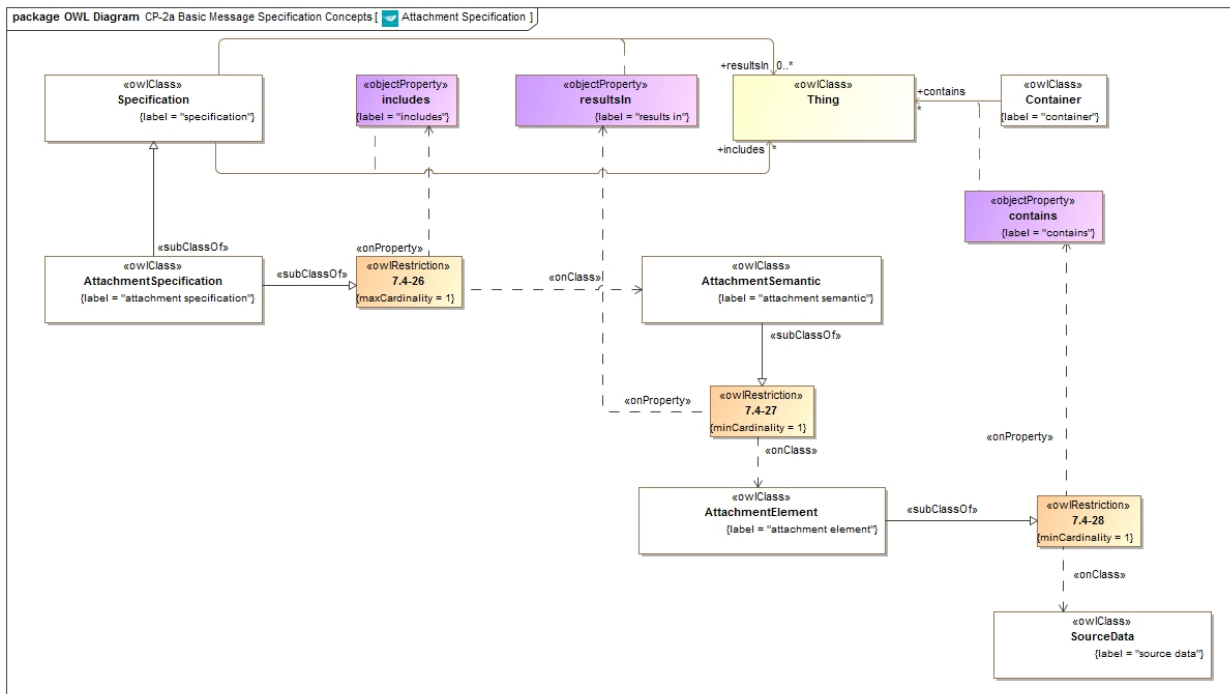 package OWL Diagram CP-2a Basic Message Specification Concepts [ Attachment Specification ]
«owlClass»
Specification
{label = "specification"}
«objectProperty»
includes
{label = "includes"}
«objectProperty»
resultsIn
{label = "results in"}
+resultsIn 0..*
«owlClass»
Thing
+contains
*
«owlClass»
Container
{label = "container"}
+includes *
«objectProperty»
contains
{label = "contains"}
«subClassOf»
«onProperty»
«owlClass»
AttachmentSpecification
{label = "attachment specification"}
«subClassOf»
«owlRestriction»
7.4-26
{maxCardinality = 1}
«onClass»
«owlClass»
AttachmentSemantic
{label = "attachment semantic"}
«subClassOf»
«onProperty»
«owlRestriction»
7.4-27
{minCardinality = 1}
«onClass»
«onProperty»
«owlClass»
AttachmentElement
{label = "attachment element"}
«subClassOf»
«owlRestriction»
7.4-28
{minCardinality = 1}
«onClass»
«owlClass»
SourceData
{label = "source data"}